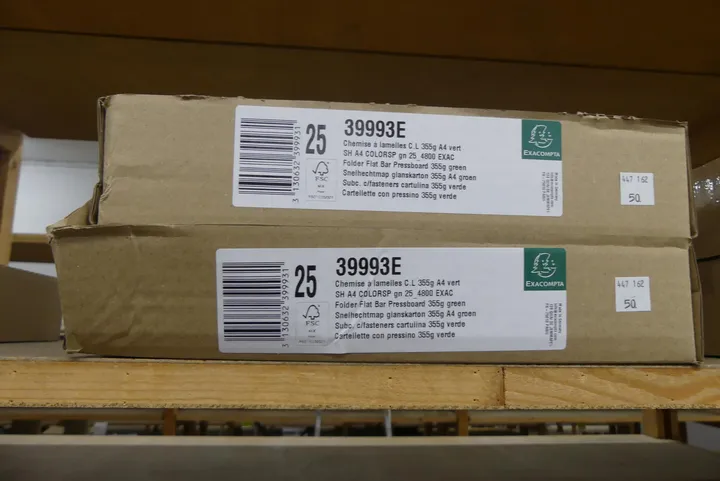 3 130632 399931
25
FSC
39993E
Chemise à lamelles C.L 355g A4 vert
SH A4 COLORSP gn 25_4800 EXAC
Folder Flat Bar Pressboard 355g green
Snelhechtmap glanskarton 355g A4 groen
Subc. c/fasteners cartulina 355g verde
Cartellette con pressino 355g verde
EXACOMPTA
447 162
50
3 130632 399931
25
FSC
39993E
Chemise à lamelles C.L 355g A4 vert
SH A4 COLORSP gn 25_4800 EXAC
Folder Flat Bar Pressboard 355g green
Snelhechtmap glanskarton 355g A4 groen
Subc. c/fasteners cartulina 355g verde
Cartellette con pressino 355g verde
EXACOMPTA
447 162
50